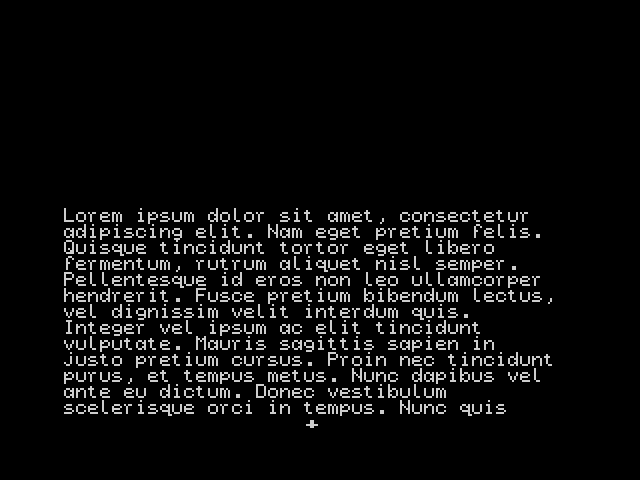 Lorem ipsum dolor sit amet, consectetur
adipiscing elit. Nam eget pretium felis.
Quisque tincidunt tortor eget libero
fermentum, rutrum aliquet nisl semper.
Pellentesque id eros non leo ullamcorper
hendrerit. Fusce pretium bibendum lectus,
vel dignissim velit interdum quis.
Integer vel ipsum ac elit tincidunt
vulputate. Mauris sagittis sapien in
justo pretium cursus. Proin nec tincidunt
purus, et tempus metus. Nunc dapibus vel
ante eu dictum. Donec vestibulum
scelerisque orci in tempus. Nunc quis